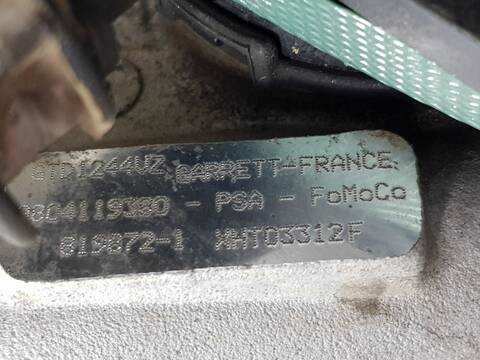 GTD1244VZ GARRETT-FRANCE
9804119380 - PSA - FoMoCo
819872-1 XHT03312F